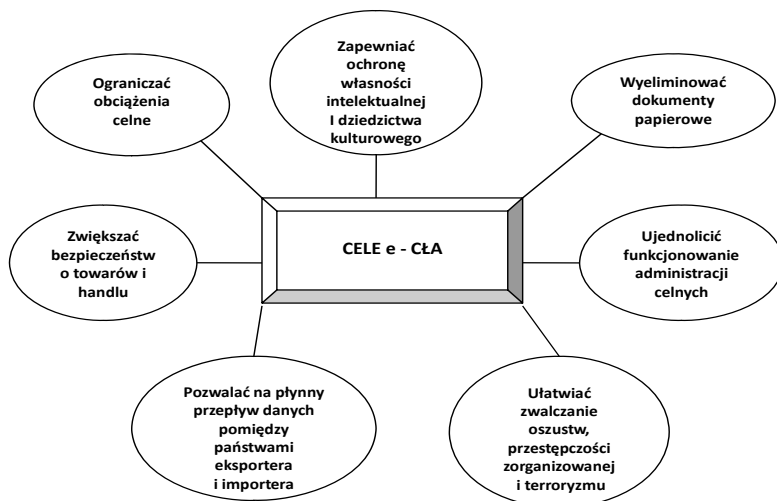 Zapewniać
ochronę
własności
intelektualnej
I dziedzictwa
kulturowego
Ograniczać
obciążenia
celne
Wyeliminować
dokumenty
papierowe
CELE e - CŁA
Zwiększać
bezpieczeństw
o towarów i
handlu
Ujednolicić
funkcjonowanie
administracji
celnych
Pozwalać na płynny
przepływ danych
pomiędzy
państwami
eksportera
i importera
Ułatwiać
zwalczanie
oszustw,
przestępczości
zorganizowanej
i terroryzmu